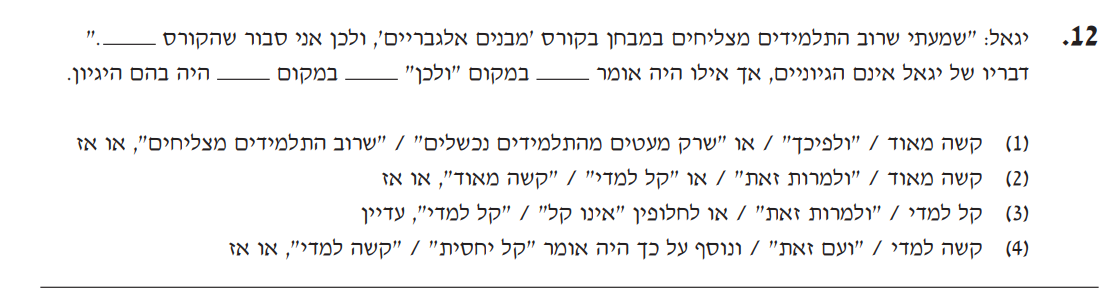 12. יגאל: "שמעתי שרוב התלמידים מצליחים במבחן בקורס 'מבנים אלגבריים', ולכן אני סבור שהקורס _____."
דבריו של יגאל אינם הגיוניים, אך אילו היה אומר _____ במקום "ולכן" _____ במקום _____ היה בהם היגיון.
(1) קשה מאוד / "ולפיכך" / או "שרק מעטים מהתלמידים נכשלים" / "שרוב התלמידים מצליחים", או אז
(2) קשה מאוד / "ולמרות זאת" / או "קל למדי" / "קשה מאוד", או אז
(3) קל למדי / "ולמרות זאת" / או לחלופין "אינו קל" / "קל למדי", עדיין
(4) קשה למדי / "ועם זאת" / ונוסף על כך היה אומר "קל יחסית" / "קשה למדי", או אז